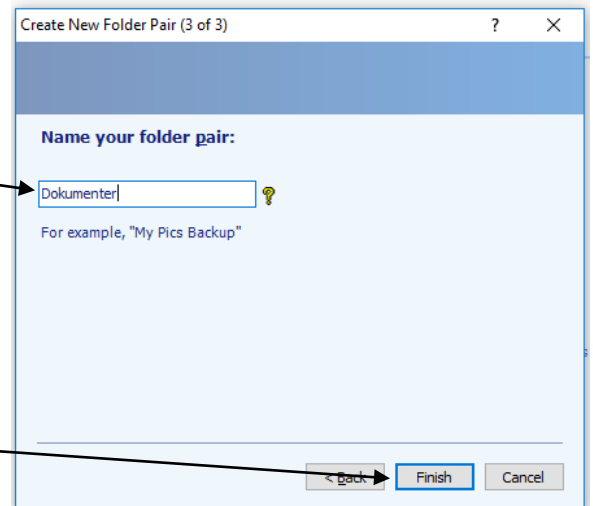 Create New Folder Pair (3 of 3) ? ×
Name your folder pair:
Dokumenter
?
For example, "My Pics Backup"
< Back Finish Cancel